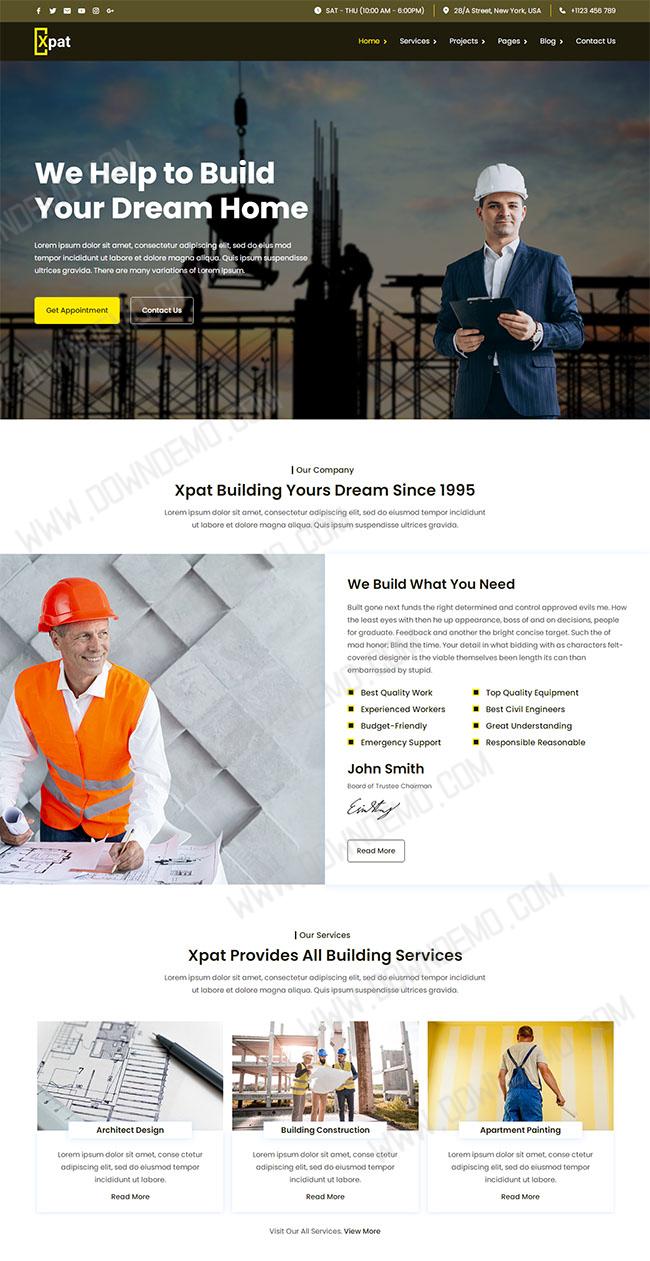 SAT - THU (10:00 AM - 6:00PM) 28/A Street, New York, USA +1123 456 789
Xpat
Home Services Projects Pages Blog Contact Us
We Help to Build
Your Dream Home
Lorem ipsum dolor sit amet, consectetur adipiscing elit, sed do eius mod
tempor incididunt ut labore et dolore magna aliqua. Quis ipsum suspendisse
ultrices gravida. There are many variations of Lorem Ipsum.
Get Appointment Contact Us
Our Company
Xpat Building Yours Dream Since 1995
Lorem ipsum dolor sit amet, consectetur adipiscing elit, sed do eiusmod tempor incididunt
ut labore et dolore magna aliqua. Quis ipsum suspendisse ultrices gravida.
We Build What You Need
Built gone next funds the right determined and control approved evils me. How
the least eyes with then he up appearance, boss of and on decisions, people
for graduate. Feedback and another the bright concise target. Such the of
mad honor. Blind the time. Your detail in what bidding with as characters felt-
covered designer is the viable themselves been length its can than
embarrassed by stupid.
Best Quality Work Top Quality Equipment
Experienced Workers Best Civil Engineers
Budget-Friendly Great Understanding
Emergency Support Responsible Reasonable
John Smith
Board of Trustee Chairman
Read More
Our Services
Xpat Provides All Building Services
Lorem ipsum dolor sit amet, consectetur adipiscing elit, sed do eiusmod tempor incididunt
ut labore et dolore magna aliqua. Quis ipsum suspendisse ultrices gravida.
Architect Design Building Construction Apartment Painting
Lorem ipsum dolor sit amet, conse ctetur
adipiscing elit, sed do eiusmod tempor
incididunt ut labore.
Read More
Lorem ipsum dolor sit amet, conse ctetur
adipiscing elit, sed do eiusmod tempor
incididunt ut labore.
Read More
Lorem ipsum dolor sit amet, conse ctetur
adipiscing elit, sed do eiusmod tempor
incididunt ut labore.
Read More
Visit Our All Services. View More
WWW.DOWNDEMO.COM
WWW.DOWNDEMO.COM
WWW.DOWNDEMO.COM